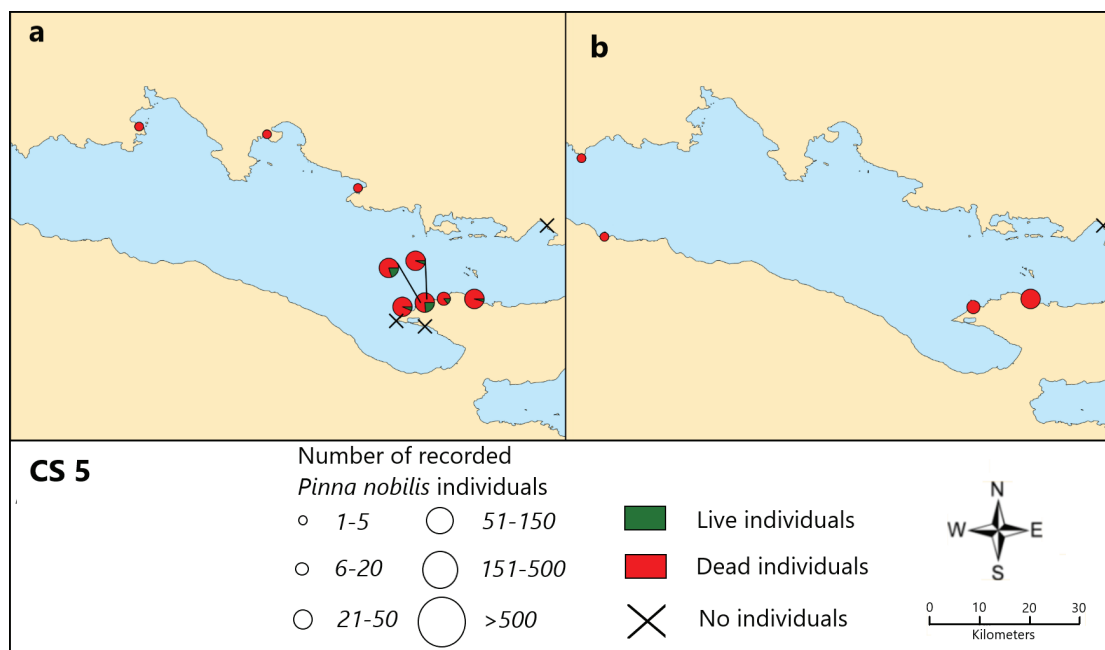 a
b
CS 5
Number of recorded
Pinna nobilis individuals
1-5
51-150
6-20
151-500
21-50
>500
Live individuals
Dead individuals
No individuals
N
W
E
S
0 10 20 30
Kilometers